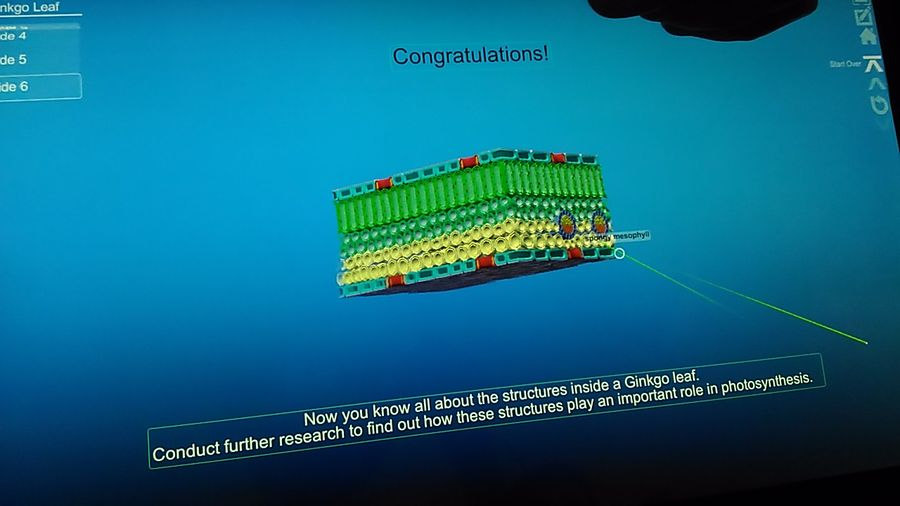 nkgo Leaf
de 4
de 5
de 6
Congratulations!
Start Over
spongy mesophyll
Now you know all about the structures inside a Ginkgo leaf.
Conduct further research to find out how these structures play an important role in photosynthesis.